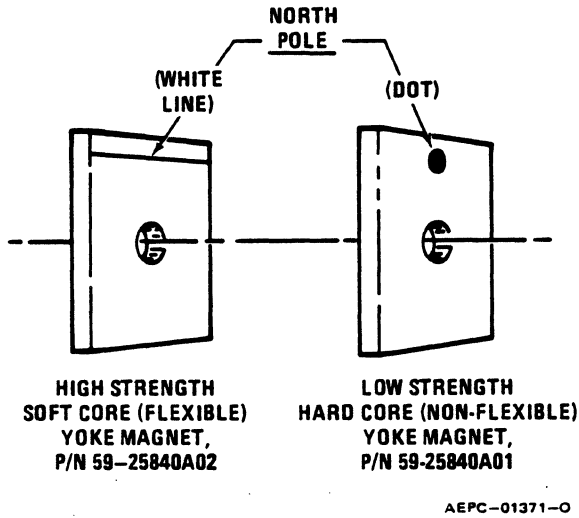 NORTH
POLE
(WHITE
LINE)
(DOT)
HIGH STRENGTH
SOFT CORE (FLEXIBLE)
YOKE MAGNET,
P/N 59–25840A02
LOW STRENGTH
HARD CORE (NON-FLEXIBLE)
YOKE MAGNET,
P/N 59-25840A01
AEPC–01371–O